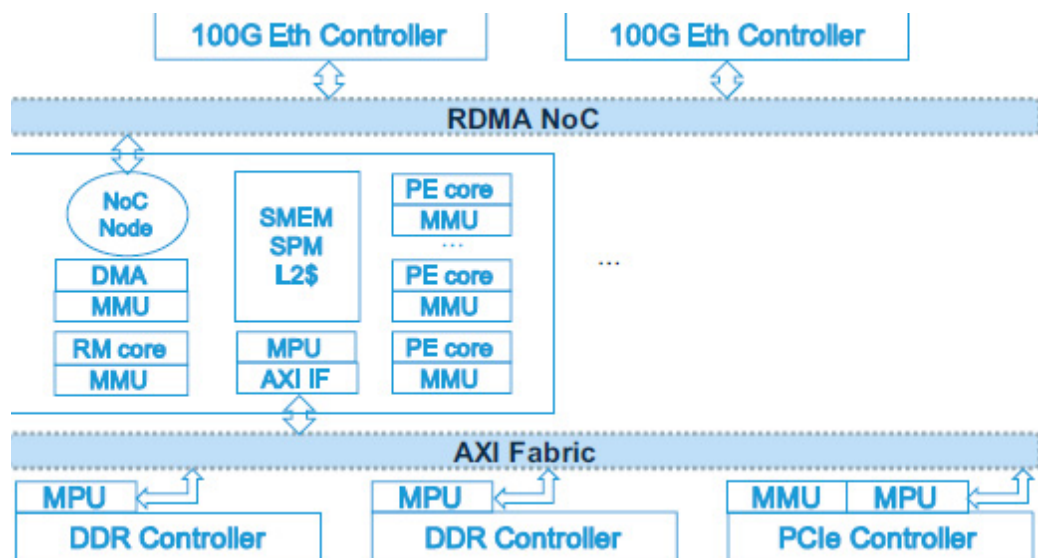 100G Eth Controller
100G Eth Controller
RDMA NoC
NoC
Node
DMA
MMU
RM core
MMU
SMEM
SPM
L2$
MPU
AXI IF
PE core
MMU
...
PE core
MMU
PE core
MMU
...
AXI Fabric
MPU
DDR Controller
MPU
DDR Controller
MMU
MPU
PCIe Controller